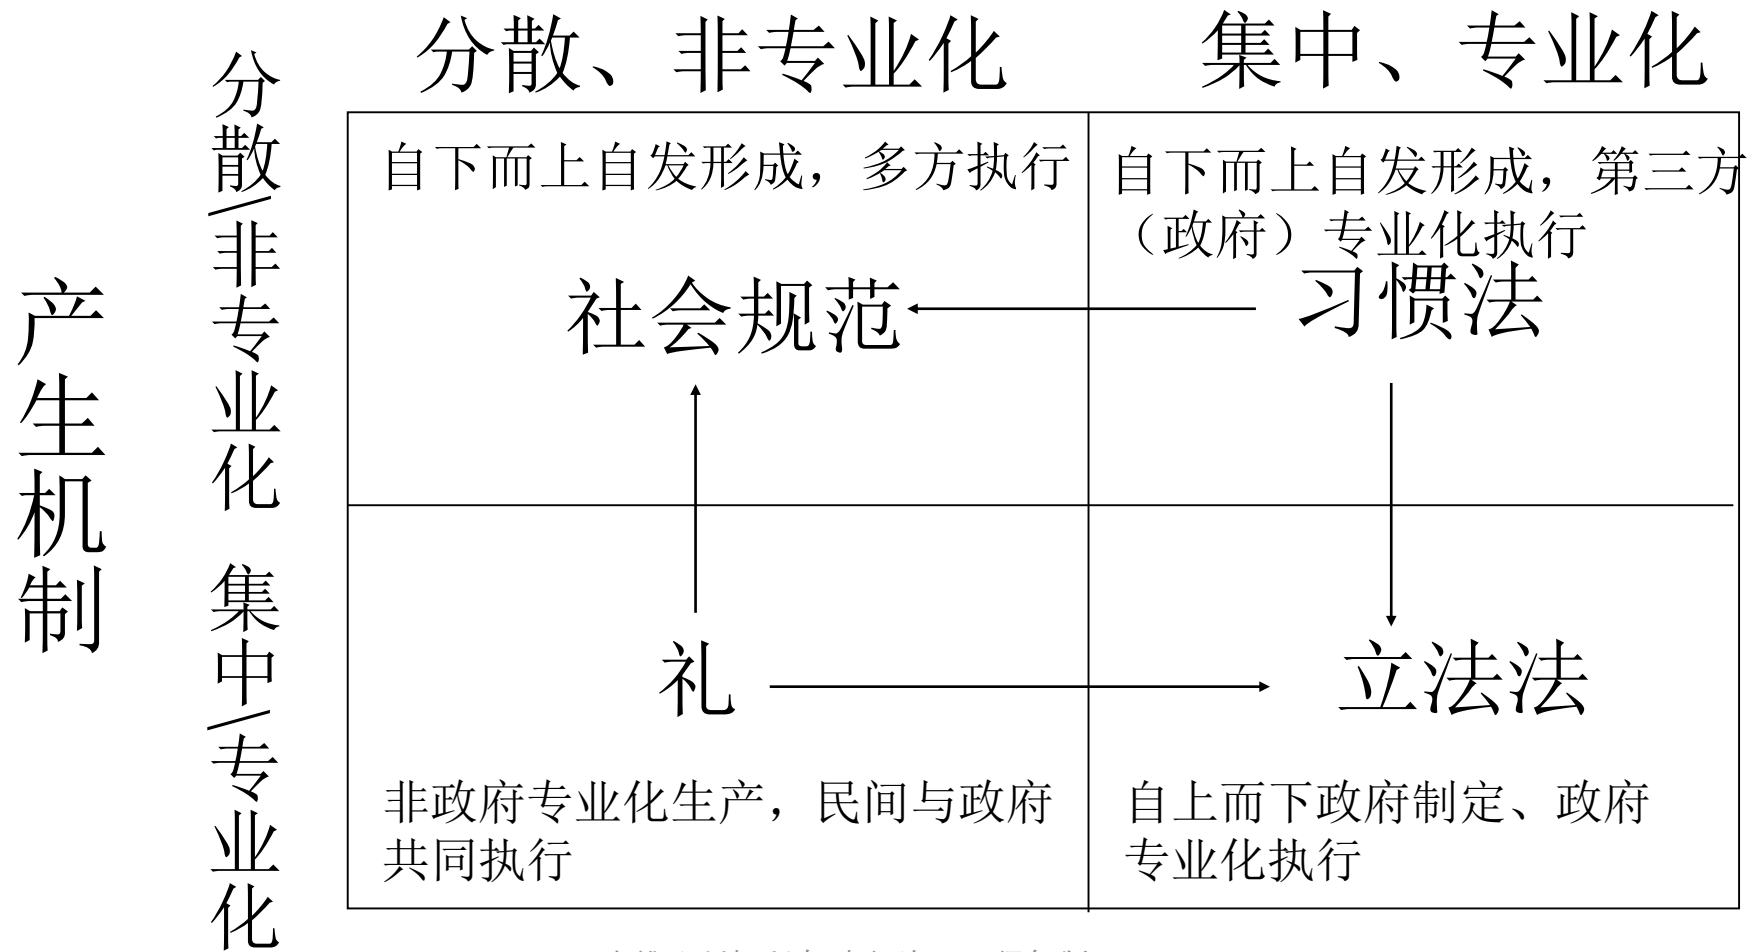 分散、非专业化
集中、专业化
产生机制
分散/非专业化
集中/专业化
自下而上自发形成，多方执行
社会规范
自下而上自发形成，第三方
（政府）专业化执行
习惯法
礼
非政府专业化生产，民间与政府
共同执行
立法法
自上而下政府制定、政府
专业化执行